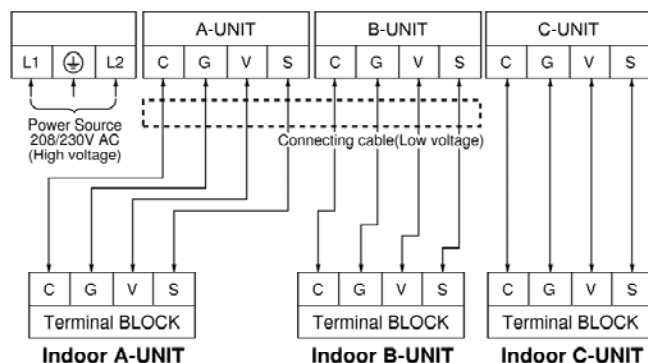 A-UNIT B-UNIT C-UNIT
L1 L2 C G V S C G V S C G V S
Power Source
208/230V AC
(High voltage)
Connecting cable(Low voltage)
C G V S C G V S C G V S
Terminal BLOCK Terminal BLOCK Terminal BLOCK
Indoor A-UNIT Indoor B-UNIT Indoor C-UNIT